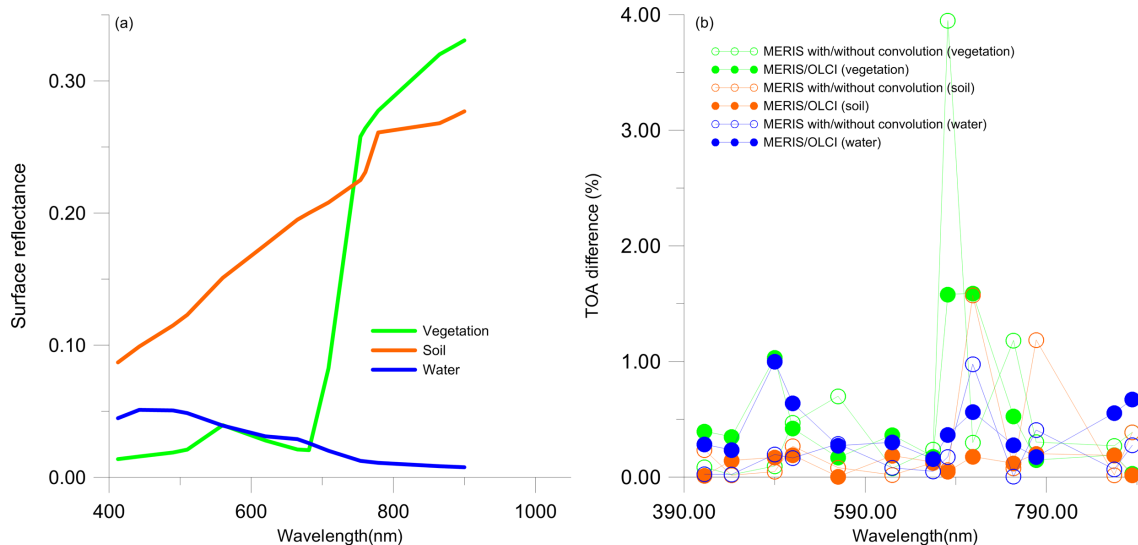 (a)
0.30
0.20
0.10
0.00
Surface reflectance
400
600
800
1000
Wavelength(nm)
Vegetation
Soil
Water
(b)
4.00
3.00
2.00
1.00
0.00
TOA difference (%)
390.00
590.00
790.00
Wavelength(nm)
MERIS with/without convolution (vegetation)
MERIS/OLCI (vegetation)
MERIS with/without convolution (soil)
MERIS/OLCI (soil)
MERIS with/without convolution (water)
MERIS/OLCI (water)